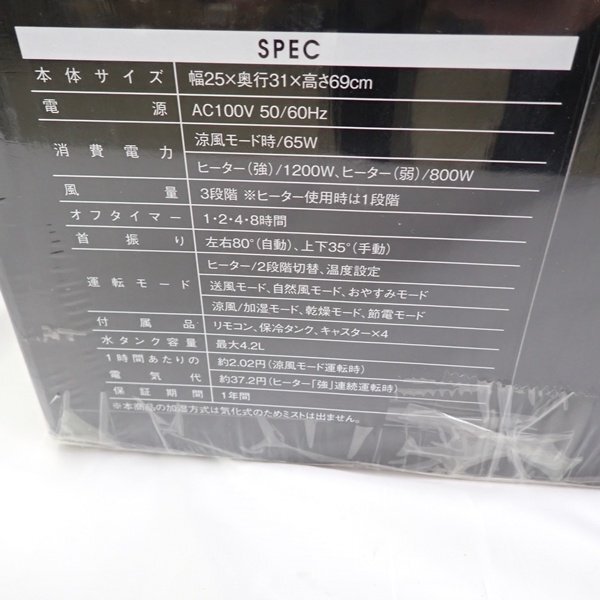 SPEC
本体サイズ 幅25×奥行31×高さ69cm
電源 AC100V 50/60Hz
消費電力 涼風モード時/65W
ヒーター(強)/1200W、ヒーター(弱)/800W
風量 3段階 ※ヒーター使用時は1段階
オフタイマー 1・2・4・8時間
首振り 左右80°(自動)、上下35°(手動)
運転モード ヒーター/2段階切替、温度設定
送風モード、自然風モード、おやすみモード
涼風/加湿モード、乾燥モード、節電モード
付属品 リモコン、保冷タンク、キャスター×4
水タンク容量 最大4.2L
1時間あたりの電気代 約2.02円(涼風モード運転時)
約37.2円(ヒーター「強」連続運転時)
保証期間 1年間
※本商品の加湿方式は気化式のためミストは出ません。